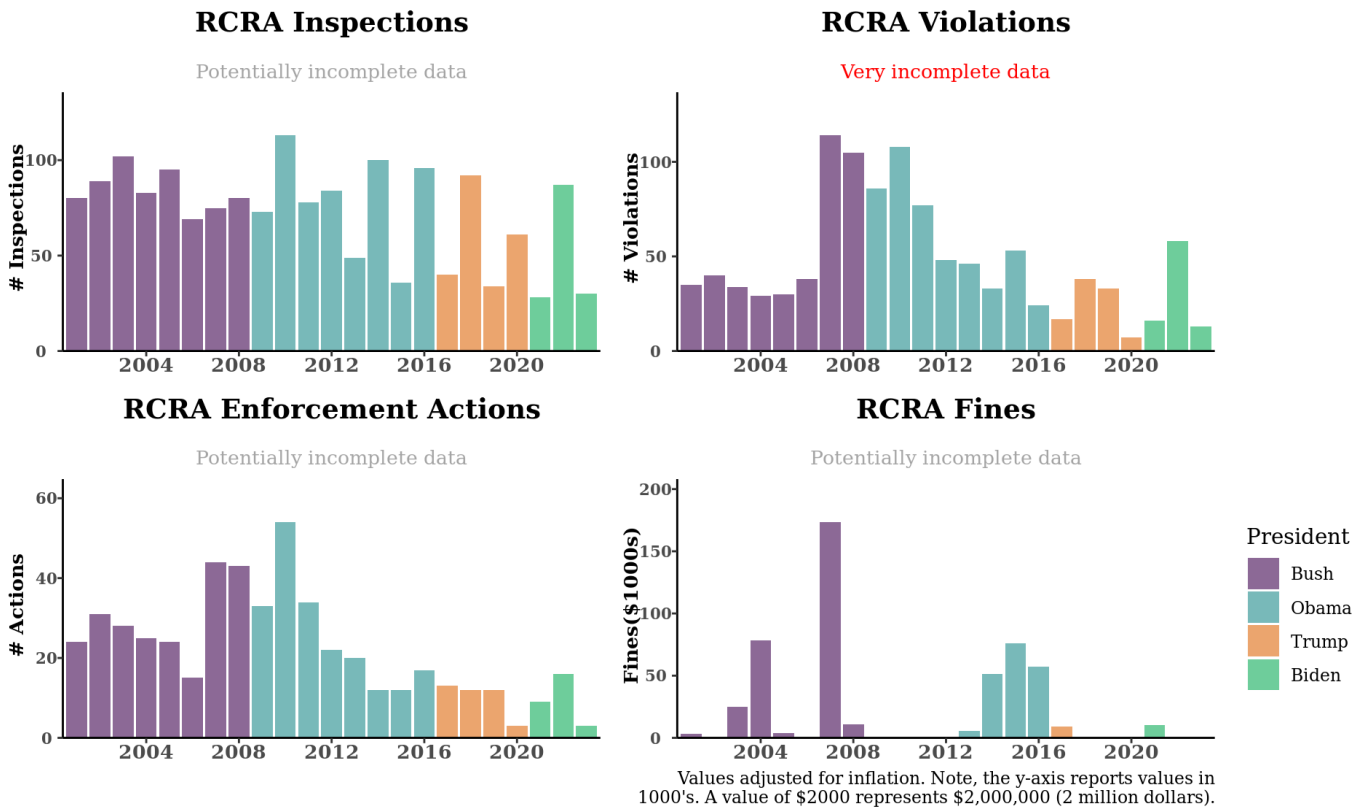 RCRA Inspections
Potentially incomplete data
# Inspections
100
50
0
2004 2008 2012 2016 2020
RCRA Violations
Very incomplete data
# Violations
100
50
0
2004 2008 2012 2016 2020
RCRA Enforcement Actions
Potentially incomplete data
# Actions
60
40
20
0
2004 2008 2012 2016 2020
RCRA Fines
Potentially incomplete data
Fines($1000s)
200
150
100
50
0
2004 2008 2012 2016 2020
Values adjusted for inflation. Note, the y-axis reports values in
1000's. A value of $2000 represents $2,000,000 (2 million dollars).
President
Bush
Obama
Trump
Biden